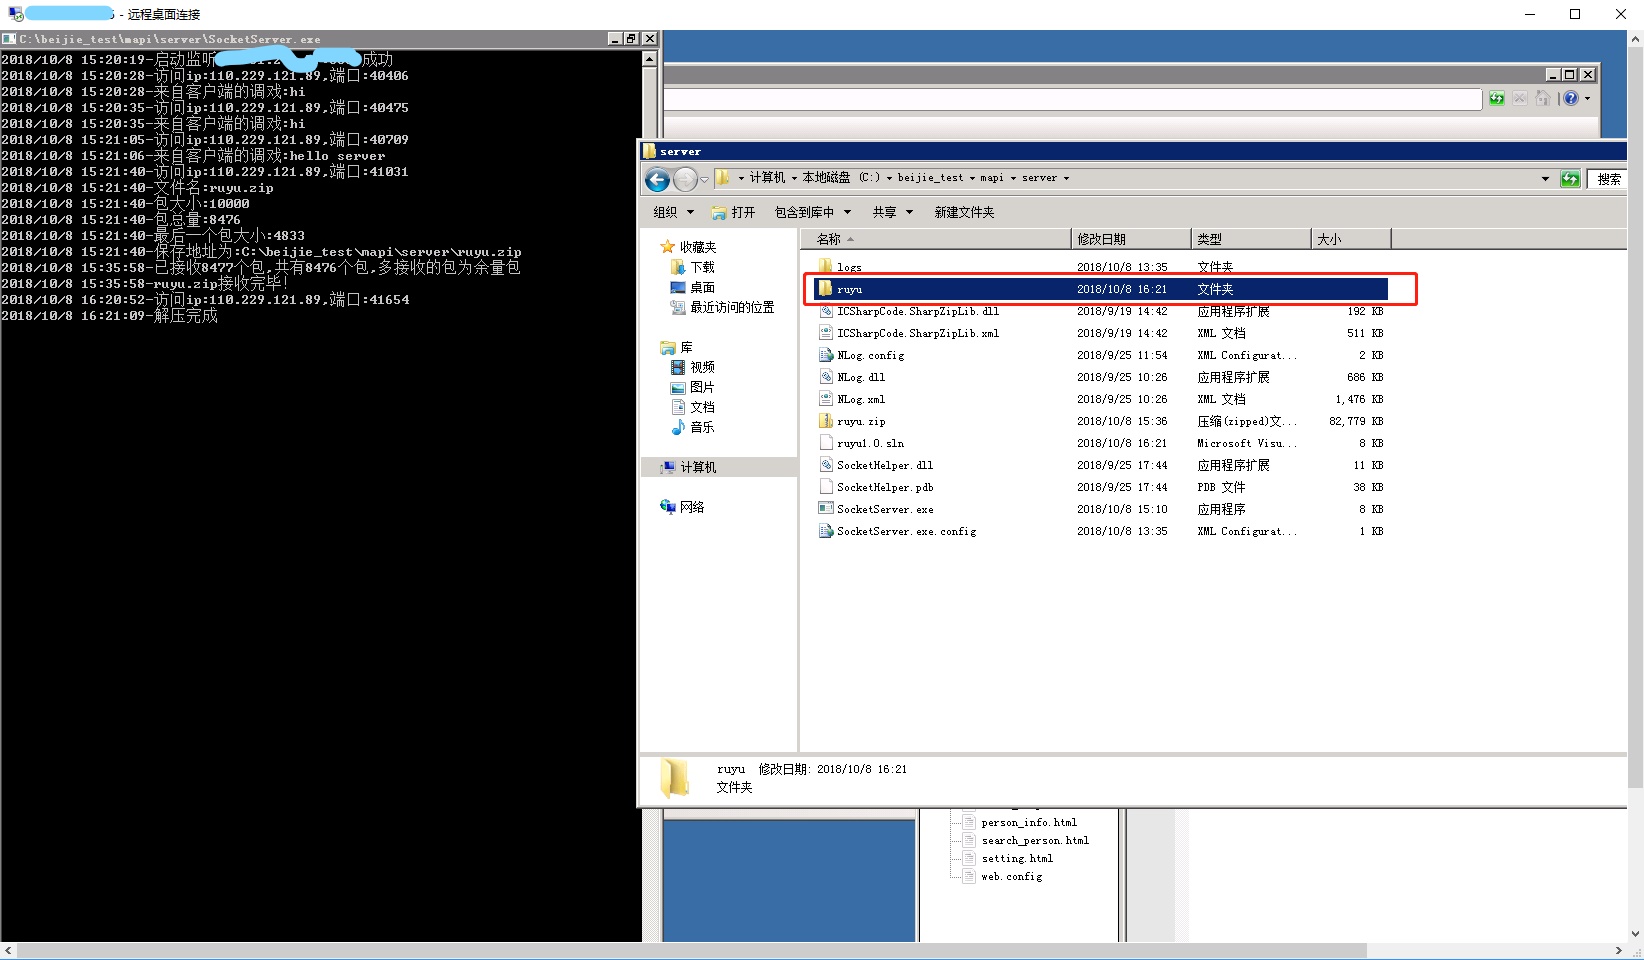 - 远程桌面连接
C:\beijie_test\mapi\server\SocketServer.exe
2018/10/8 15:20:19-启动监听 成功
2018/10/8 15:20:28-访问ip:110.229.121.89,端口:40406
2018/10/8 15:20:28-来自客户端的调戏:hi
2018/10/8 15:20:35-访问ip:110.229.121.89,端口:40475
2018/10/8 15:20:35-来自客户端的调戏:hi
2018/10/8 15:21:05-访问ip:110.229.121.89,端口:40709
2018/10/8 15:21:06-来自客户端的调戏:hello server
2018/10/8 15:21:40-访问ip:110.229.121.89,端口:41031
2018/10/8 15:21:40-文件名:ruyu.zip
2018/10/8 15:21:40-包大小:10000
2018/10/8 15:21:40-包总量:8476
2018/10/8 15:21:40-最后一个包大小:4833
2018/10/8 15:21:40-保存地址为:C:\beijie_test\mapi\server\ruyu.zip
2018/10/8 15:35:58-已接收8477个包,共有8476个包,多接收的包为余量包
2018/10/8 15:35:58-ruyu.zip接收完毕!
2018/10/8 16:20:52-访问ip:110.229.121.89,端口:41654
2018/10/8 16:21:09-解压完成
server
计算机 本地磁盘 (C:) beijie_test mapi server
搜索
组织 打开 包含到库中 共享 新建文件夹
收藏夹
下载
桌面
最近访问的位置
库
视频
图片
文档
音乐
计算机
网络
名称 修改日期 类型 大小
logs 2018/10/8 13:35 文件夹
ruyu 2018/10/8 16:21 文件夹
ICSharpCode.SharpZipLib.dll 2018/9/19 14:42 应用程序扩展 192 KB
ICSharpCode.SharpZipLib.xml 2018/9/19 14:42 XML 文档 511 KB
NLog.config 2018/9/25 11:54 XML Configurat... 2 KB
NLog.dll 2018/9/25 10:26 应用程序扩展 686 KB
NLog.xml 2018/9/25 10:26 XML 文档 1,476 KB
ruyu.zip 2018/10/8 15:36 压缩(zipped)文... 82,779 KB
ruyu1.0.sln 2018/10/8 16:21 Microsoft Visu... 8 KB
SocketHelper.dll 2018/9/25 17:44 应用程序扩展 11 KB
SocketHelper.pdb 2018/9/25 17:44 PDB 文件 38 KB
SocketServer.exe 2018/10/8 15:10 应用程序 8 KB
SocketServer.exe.config 2018/10/8 13:35 XML Configurat... 1 KB
ruyu 修改日期: 2018/10/8 16:21
文件夹
person_info.html
search_person.html
setting.html
web.config